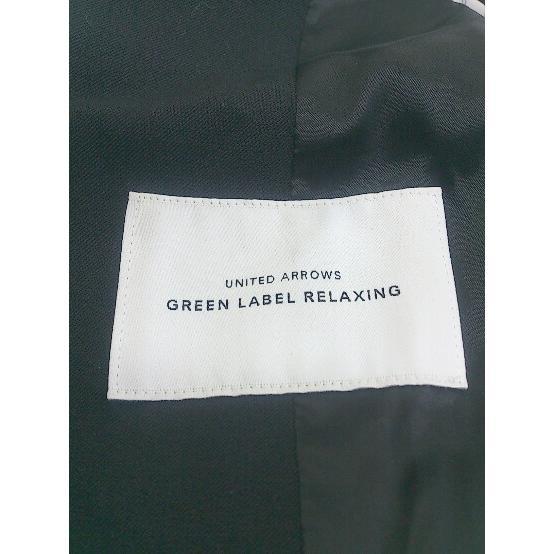 UNITED ARROWS
GREEN LABEL RELAXING